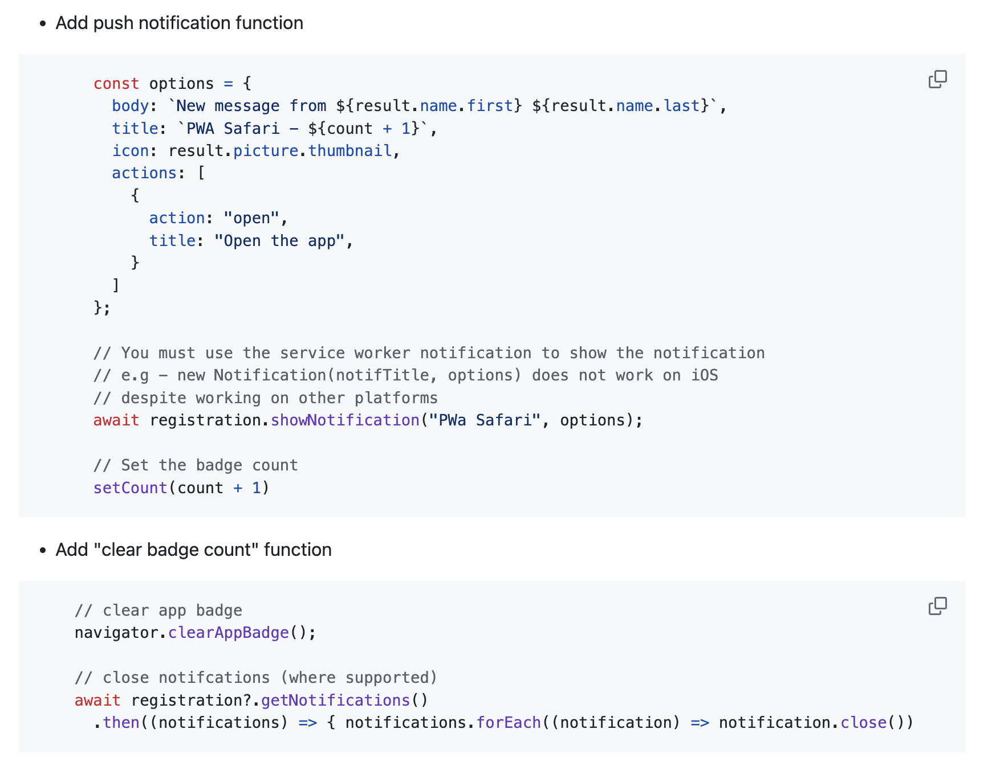 • Add push notification function
const options = {
  body: `New message from ${result.name.first} ${result.name.last}`,
  title: `PWA Safari - ${count + 1}`,
  icon: result.picture.thumbnail,
  actions: [
    {
      action: "open",
      title: "Open the app",
    }
  ]
};
// You must use the service worker notification to show the notification
// e.g - new Notification(notifTitle, options) does not work on iOS
// despite working on other platforms
await registration.showNotification("PWa Safari", options);
// Set the badge count
setCount(count + 1)
• Add "clear badge count" function
// clear app badge
navigator.clearAppBadge();
// close notifcations (where supported)
await registration?.getNotifications()
  .then((notifications) => { notifications.forEach((notification) => notification.close())